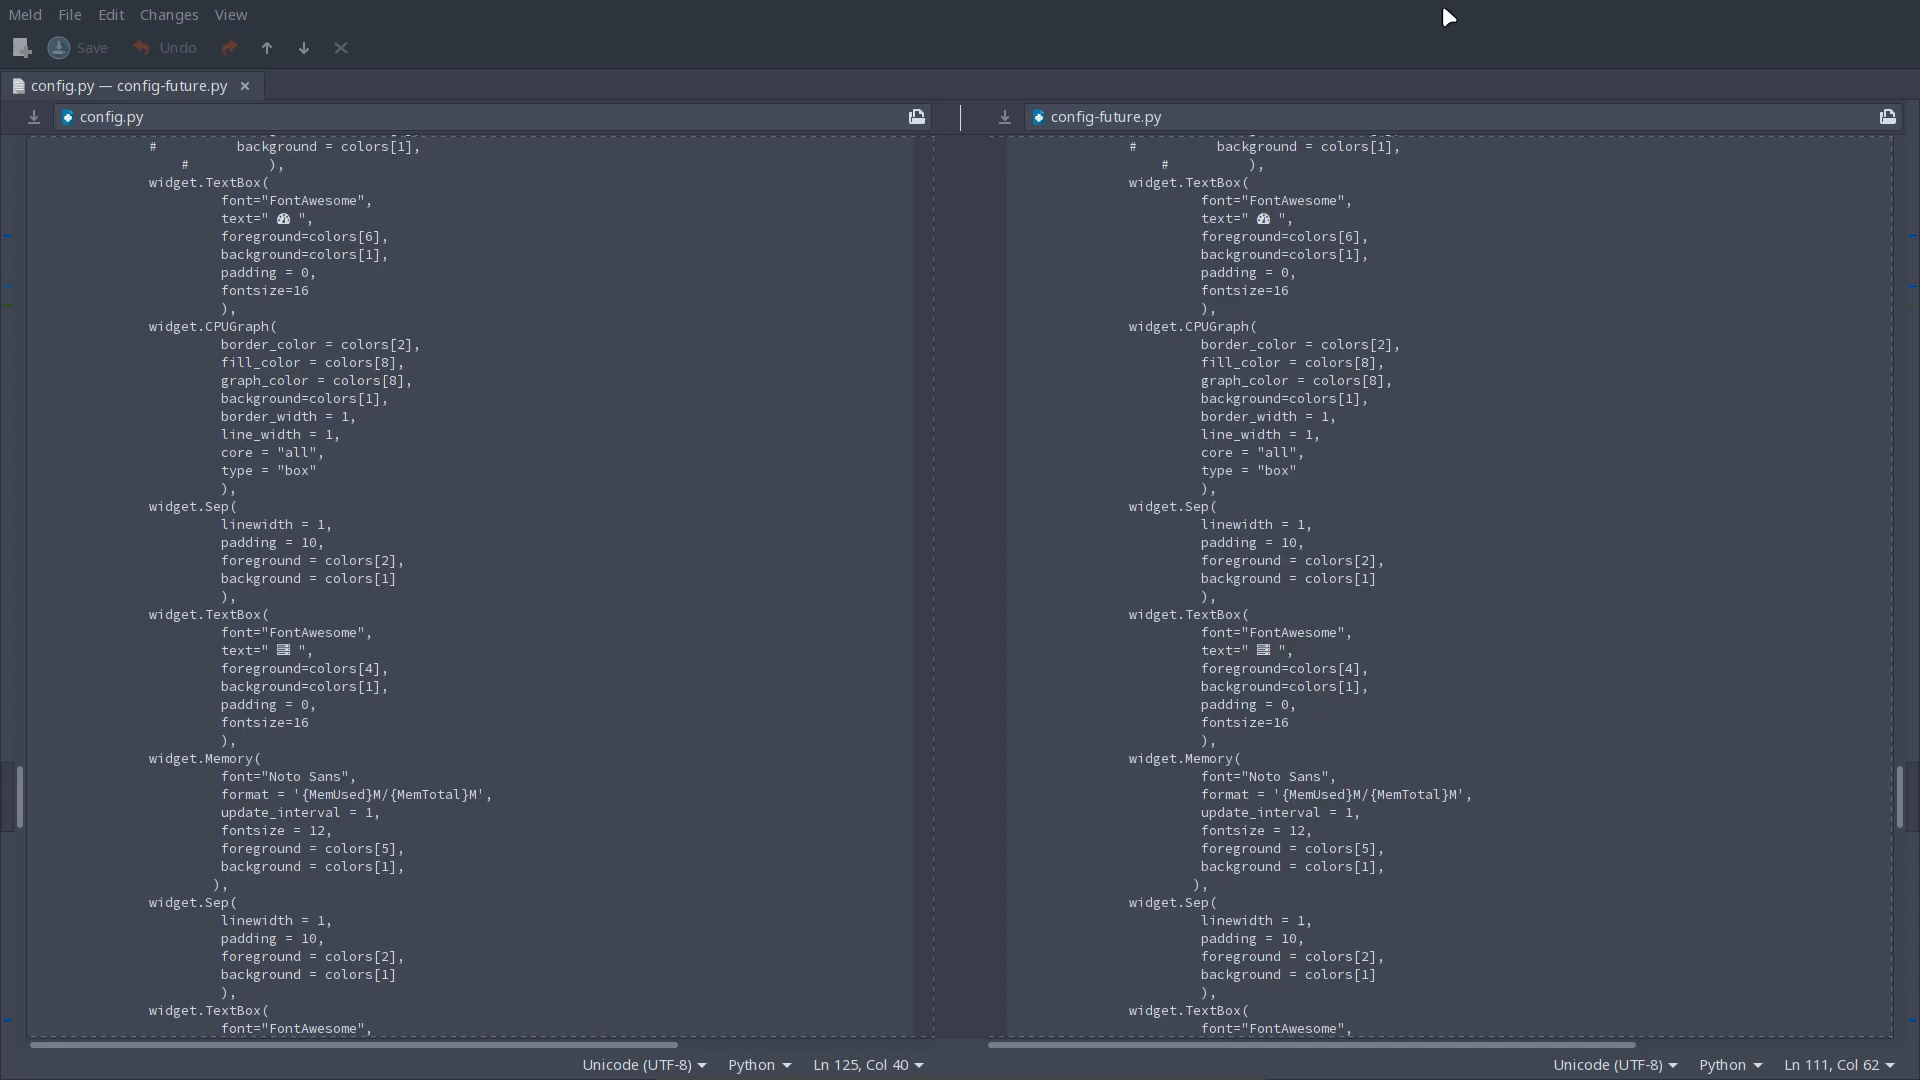 Meld File Edit Changes View
Save Undo
config.py — config-future.py
config.py
config-future.py
# background = colors[1],
# ),
widget.TextBox(
font="FontAwesome",
text="  ",
foreground=colors[6],
background=colors[1],
padding = 0,
fontsize=16
),
widget.CPUGraph(
border_color = colors[2],
fill_color = colors[8],
graph_color = colors[8],
background=colors[1],
border_width = 1,
line_width = 1,
core = "all",
type = "box"
),
widget.Sep(
linewidth = 1,
padding = 10,
foreground = colors[2],
background = colors[1]
),
widget.TextBox(
font="FontAwesome",
text="  ",
foreground=colors[4],
background=colors[1],
padding = 0,
fontsize=16
),
widget.Memory(
font="Noto Sans",
format = '{MemUsed}M/{MemTotal}M',
update_interval = 1,
fontsize = 12,
foreground = colors[5],
background = colors[1],
),
widget.Sep(
linewidth = 1,
padding = 10,
foreground = colors[2],
background = colors[1]
),
widget.TextBox(
font="FontAwesome",
# background = colors[1],
# ),
widget.TextBox(
font="FontAwesome",
text="  ",
foreground=colors[6],
background=colors[1],
padding = 0,
fontsize=16
),
widget.CPUGraph(
border_color = colors[2],
fill_color = colors[8],
graph_color = colors[8],
background=colors[1],
border_width = 1,
line_width = 1,
core = "all",
type = "box"
),
widget.Sep(
linewidth = 1,
padding = 10,
foreground = colors[2],
background = colors[1]
),
widget.TextBox(
font="FontAwesome",
text="  ",
foreground=colors[4],
background=colors[1],
padding = 0,
fontsize=16
),
widget.Memory(
font="Noto Sans",
format = '{MemUsed}M/{MemTotal}M',
update_interval = 1,
fontsize = 12,
foreground = colors[5],
background = colors[1],
),
widget.Sep(
linewidth = 1,
padding = 10,
foreground = colors[2],
background = colors[1]
),
widget.TextBox(
font="FontAwesome",
Unicode (UTF-8) Python Ln 125, Col 40
Unicode (UTF-8) Python Ln 111, Col 62